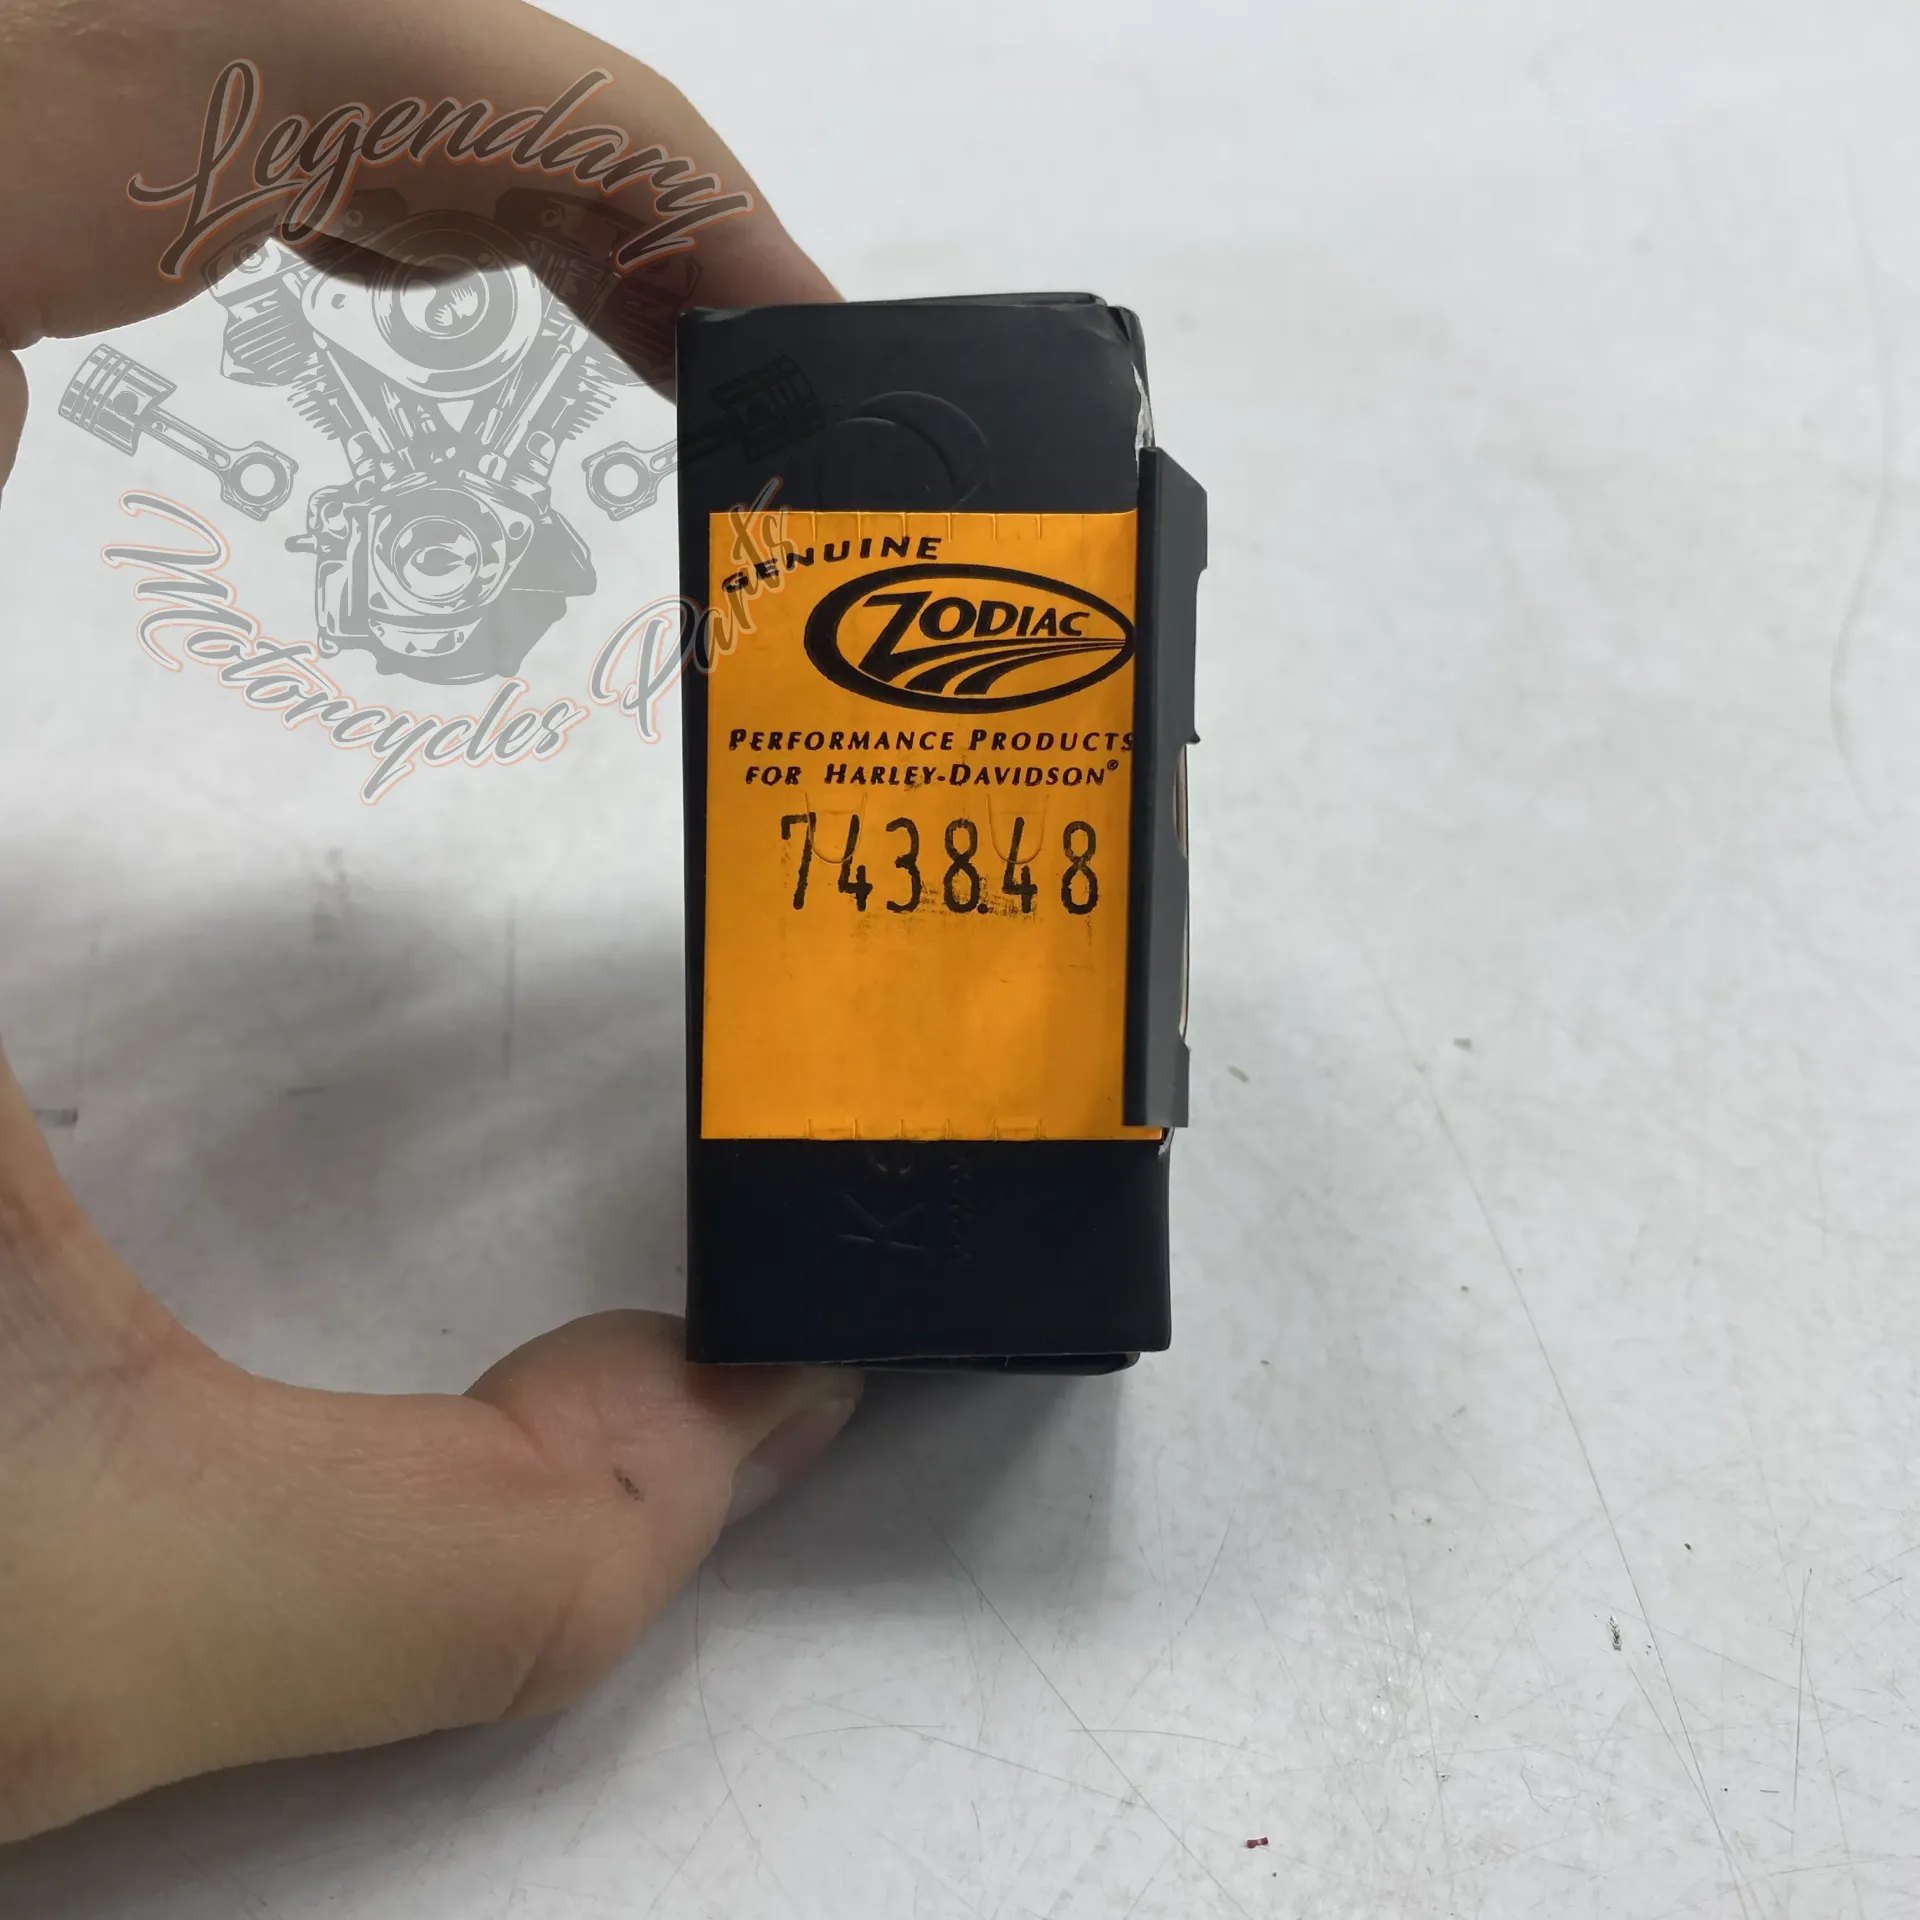 Legendary
Motorcycles Parts
GENUINE
ZODIAC
PERFORMANCE PRODUCTS
FOR HARLEY-DAVIDSON®
743848